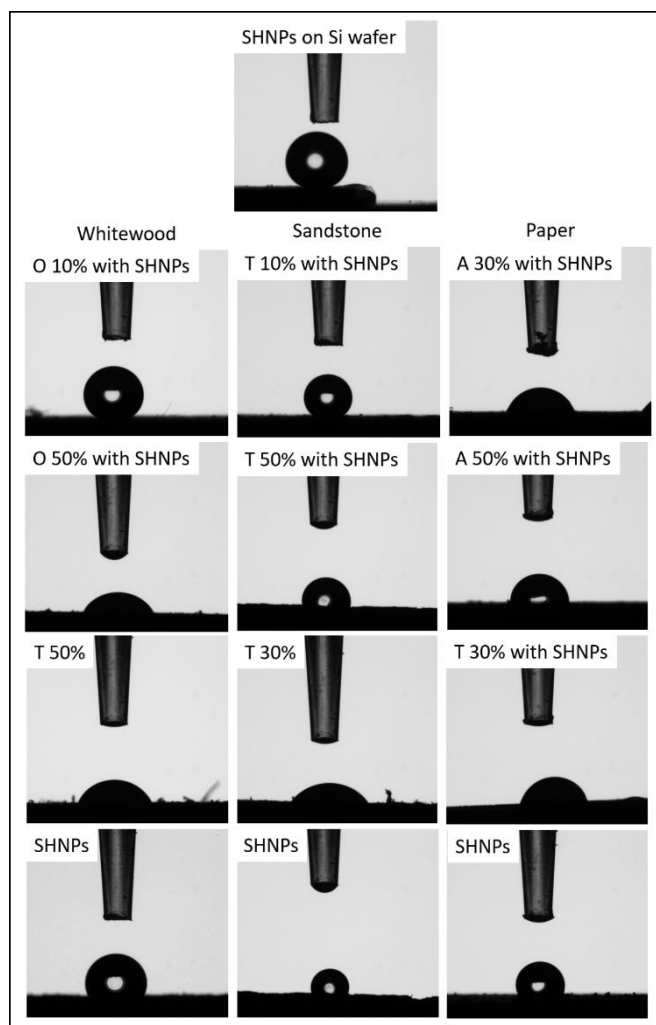 SHNPs on Si wafer
Whitewood Sandstone Paper
O 10% with SHNPs T 10% with SHNPs A 30% with SHNPs
O 50% with SHNPs T 50% with SHNPs A 50% with SHNPs
T 50% T 30% T 30% with SHNPs
SHNPs SHNPs SHNPs